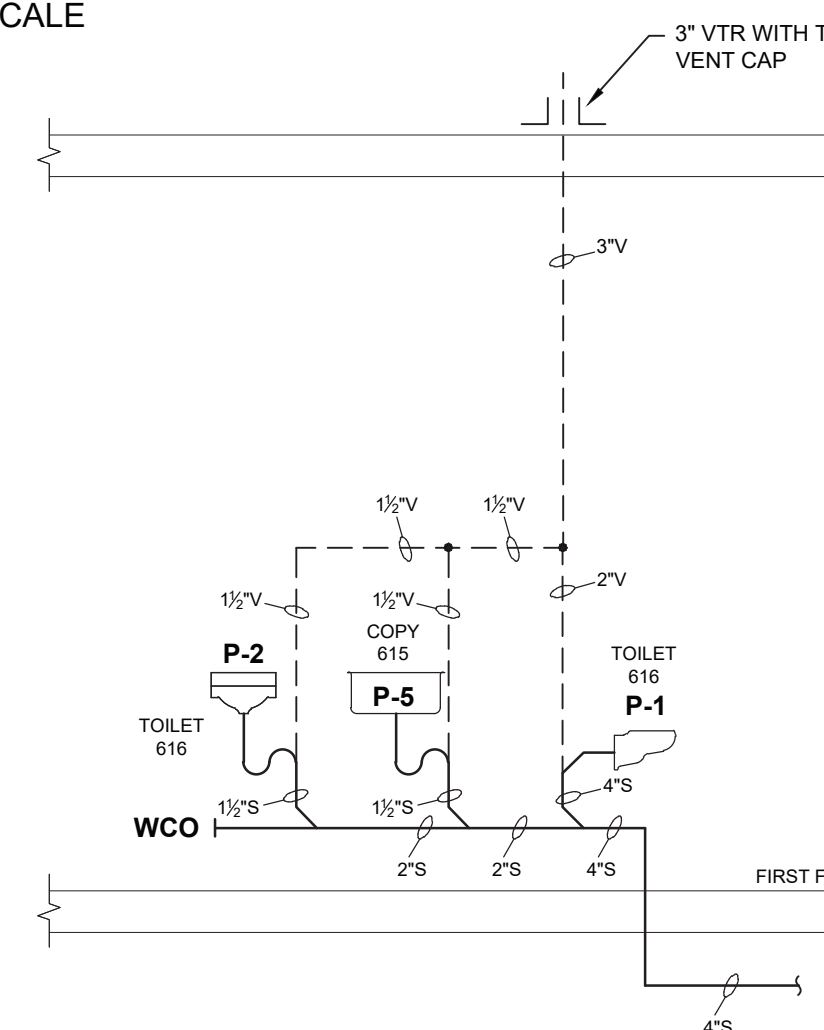 CALE
3" VTR WITH T
VENT CAP
3"V
1½"V
1½"V
1½"V
1½"V
2"V
COPY
615
P-2
P-5
TOILET
616
P-1
TOILET
616
4"S
1½"S
1½"S
WCO
2"S
2"S
4"S
FIRST F
4"S